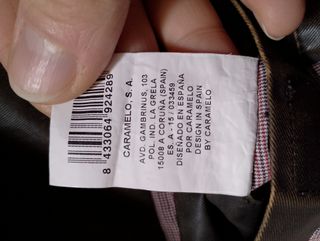 8 433064 924289
CARAMELO, S. A.
AVD. GAMBRINUS, 103
POL. IND. LA GRELA
15008 A CORUÑA (SPAIN)
ES. A - 15 / 033459
DISEÑADO EN ESPAÑA
POR CARAMELO
DESIGN IN SPAIN
BY CARAMELO